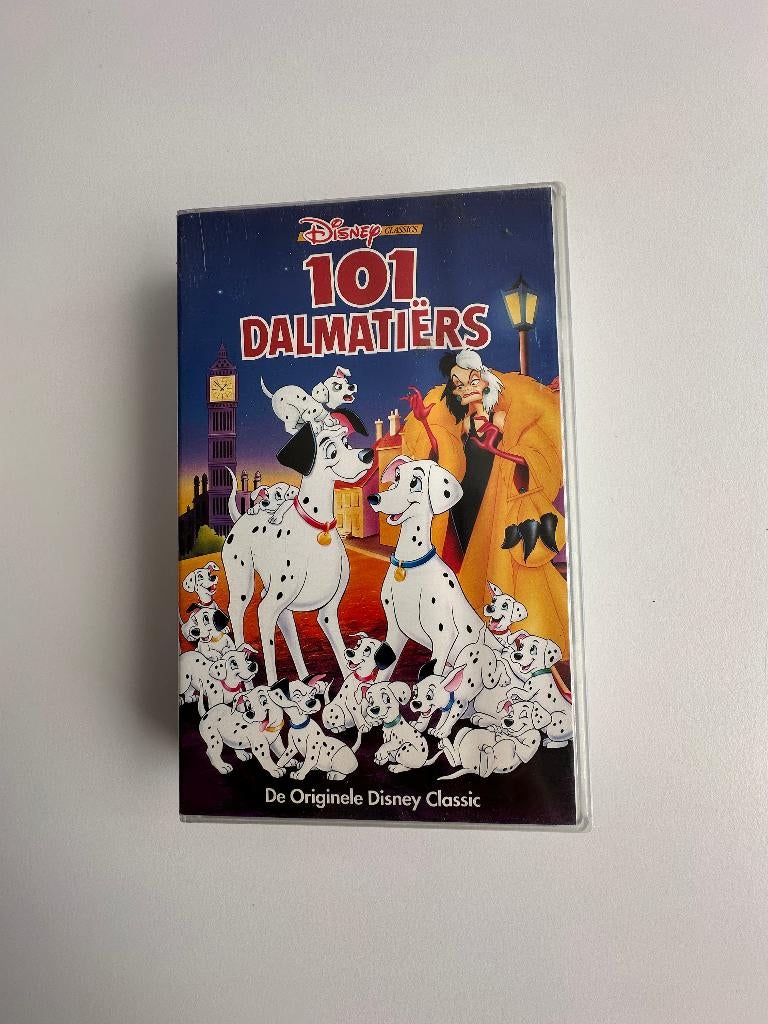 Disney CLASSICS
101
DALMATIËRS
De Originele Disney Classic